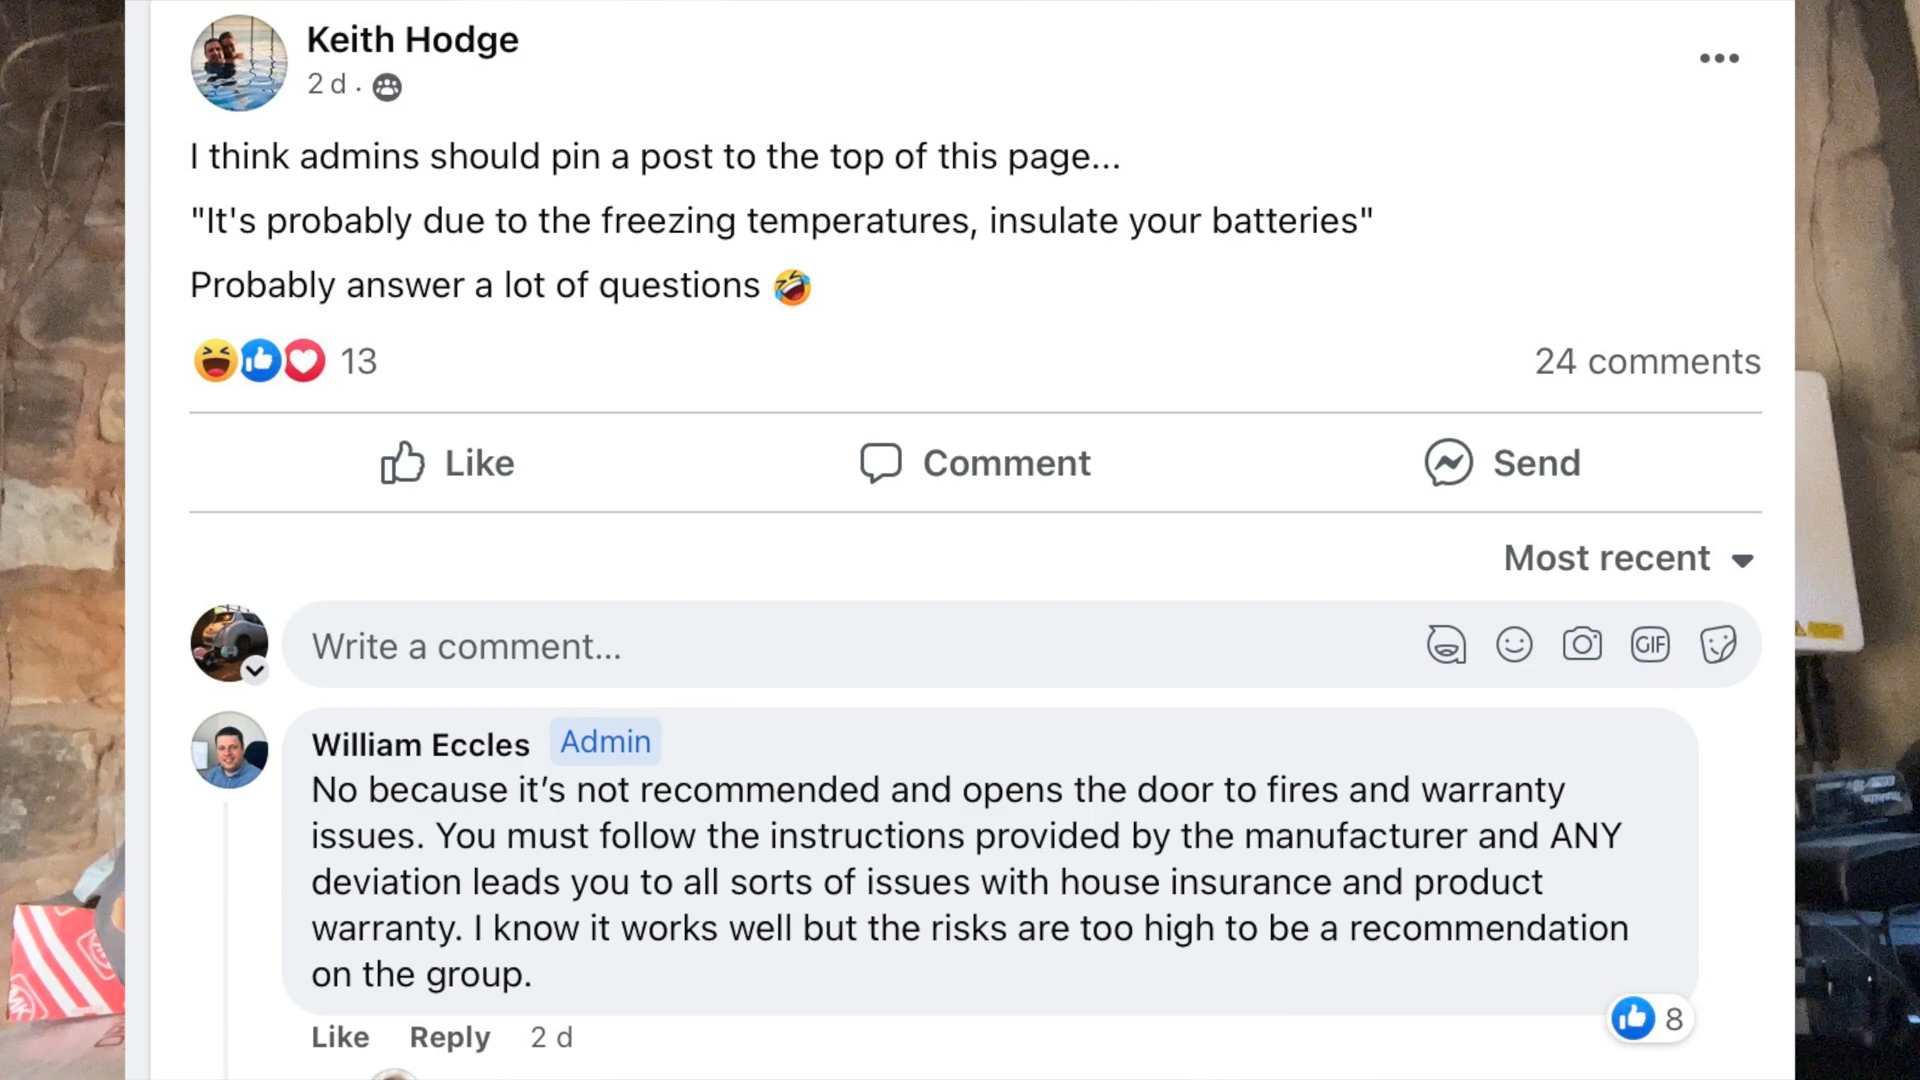 Keith Hodge
2 d ·
I think admins should pin a post to the top of this page...
"It's probably due to the freezing temperatures, insulate your batteries"
Probably answer a lot of questions 🤣
13
24 comments
Like
Comment
Send
Most recent
Write a comment...
GIF
William Eccles Admin
No because it’s not recommended and opens the door to fires and warranty
issues. You must follow the instructions provided by the manufacturer and ANY
deviation leads you to all sorts of issues with house insurance and product
warranty. I know it works well but the risks are too high to be a recommendation
on the group.
8
Like Reply 2 d